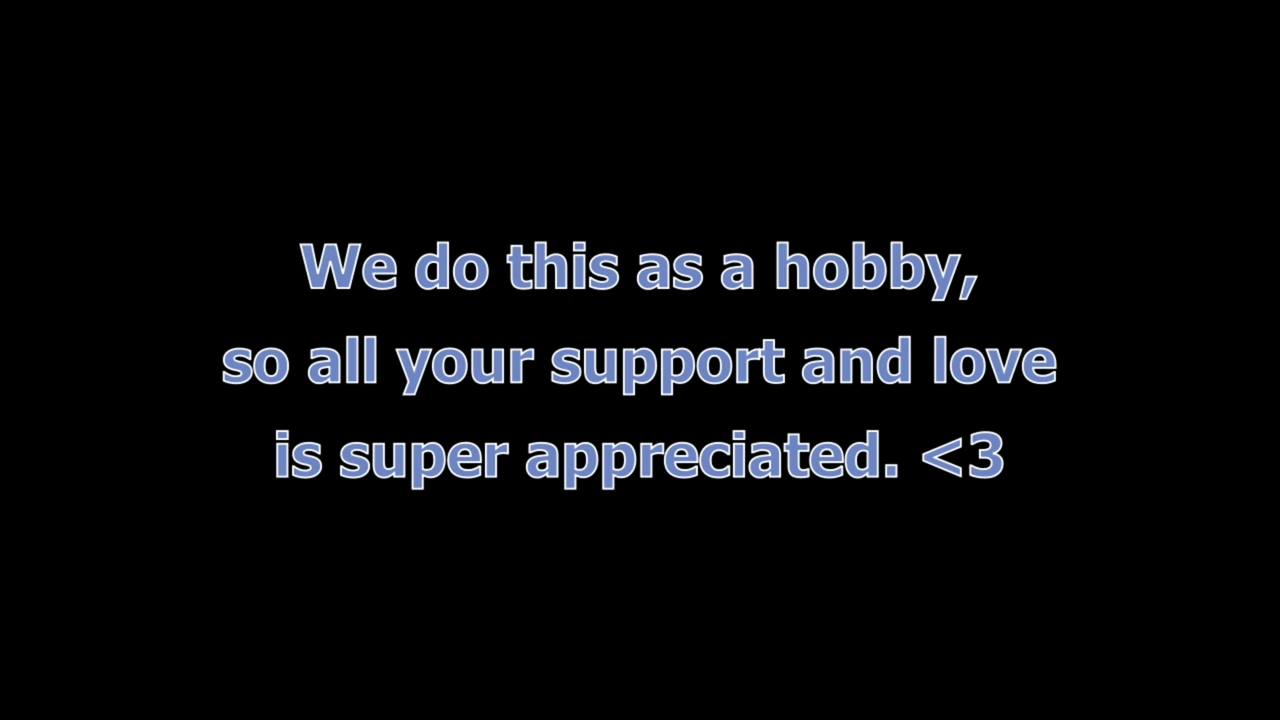 We do this as a hobby,
so all your support and love
is super appreciated. <3